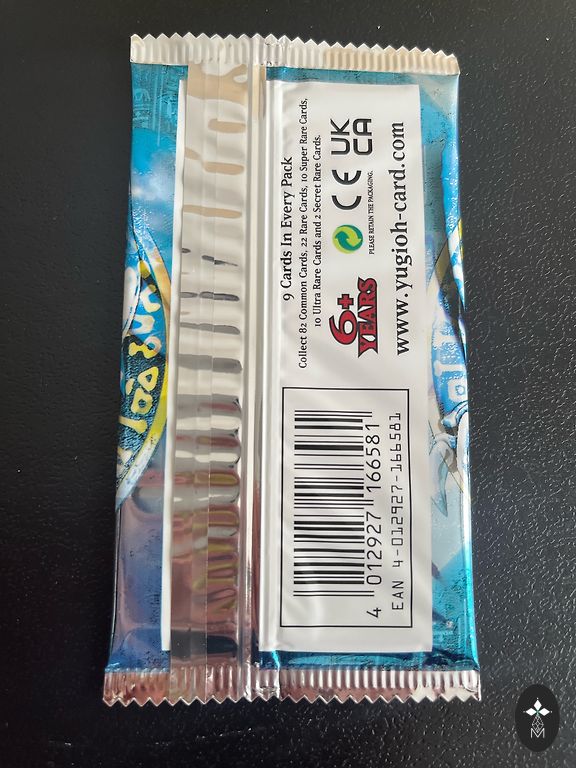 9 Cards In Every Pack
Collect 82 Common Cards, 22 Rare Cards, 10 Super Rare Cards,
10 Ultra Rare Cards and 2 Secret Rare Cards.
6+
YEARS
CE
UK
CA
PLEASE RETAIN THE PACKAGING.
www.yugioh-card.com
4 012927 166581
EAN 4-012927-166581
M